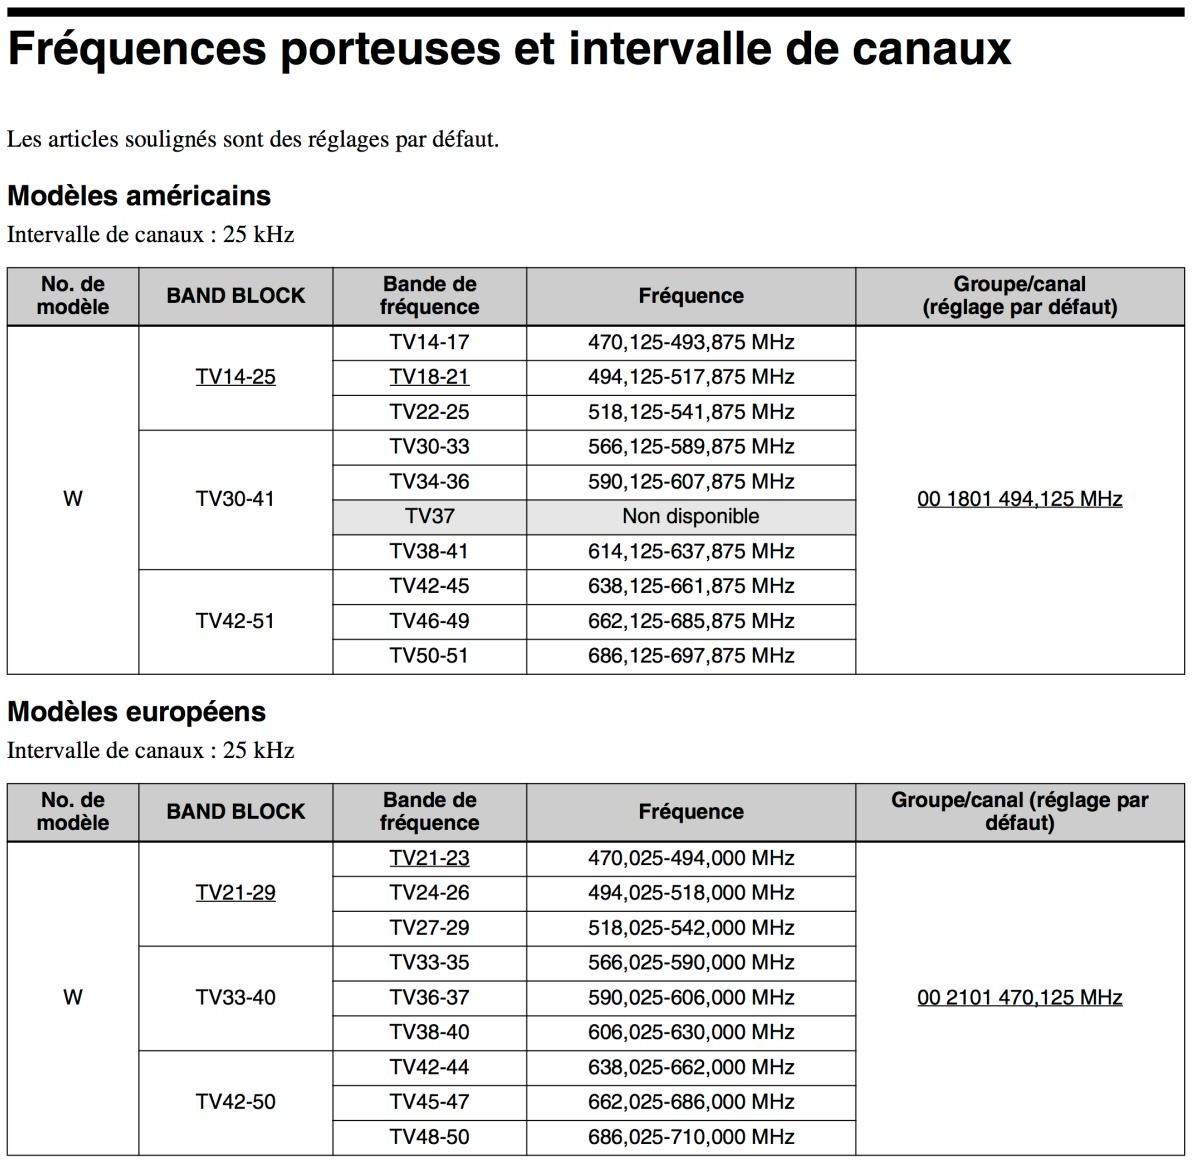 Fréquences porteuses et intervalle de canaux
Les articles soulignés sont des réglages par défaut.
Modèles américains
Intervalle de canaux : 25 kHz
No. de modèle BAND BLOCK Bande de fréquence Fréquence Groupe/canal (réglage par défaut)
W TV14-25 TV14-17 470,125-493,875 MHz 00 1801 494,125 MHz
TV18-21 494,125-517,875 MHz
TV22-25 518,125-541,875 MHz
TV30-41 TV30-33 566,125-589,875 MHz
TV34-36 590,125-607,875 MHz
TV37 Non disponible
TV38-41 614,125-637,875 MHz
TV42-51 TV42-45 638,125-661,875 MHz
TV46-49 662,125-685,875 MHz
TV50-51 686,125-697,875 MHz
Modèles européens
Intervalle de canaux : 25 kHz
No. de modèle BAND BLOCK Bande de fréquence Fréquence Groupe/canal (réglage par défaut)
W TV21-29 TV21-23 470,025-494,000 MHz 00 2101 470,125 MHz
TV24-26 494,025-518,000 MHz
TV27-29 518,025-542,000 MHz
TV33-40 TV33-35 566,025-590,000 MHz
TV36-37 590,025-606,000 MHz
TV38-40 606,025-630,000 MHz
TV42-50 TV42-44 638,025-662,000 MHz
TV45-47 662,025-686,000 MHz
TV48-50 686,025-710,000 MHz